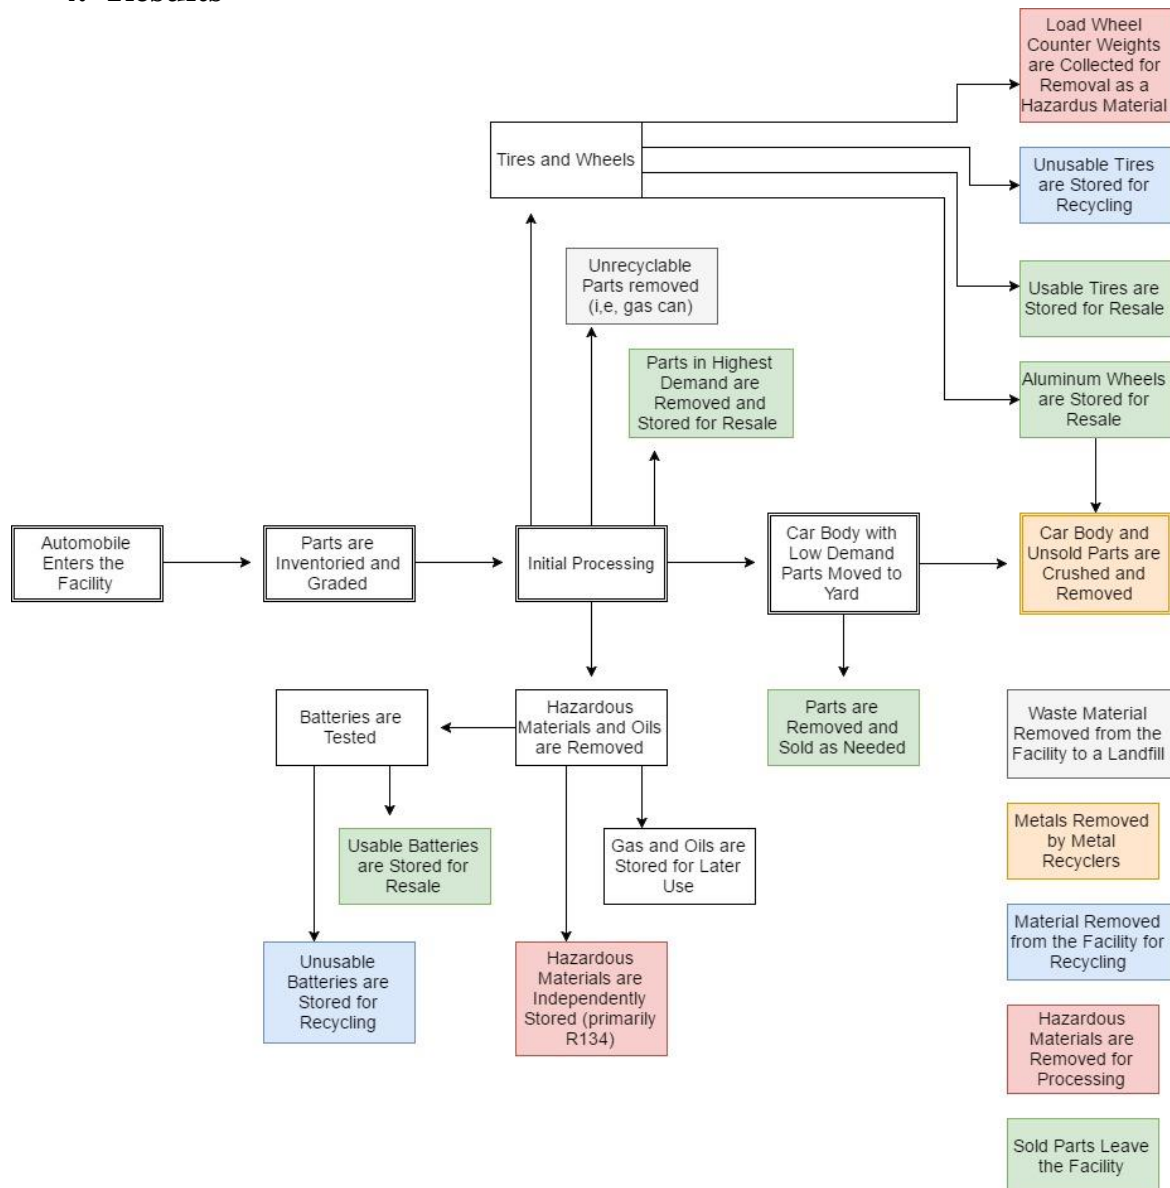 Load Wheel
Counter Weights
are Collected for
Removal as a
Hazardus Material
Tires and Wheels
Unusable Tires
are Stored for
Recycling
Unrecyclable
Parts removed
(i,e, gas can)
Usable Tires are
Stored for Resale
Parts in Highest
Demand are
Removed and
Stored for Resale
Aluminum Wheels
are Stored for
Resale
Automobile
Enters the
Facility
Parts are
Inventoried and
Graded
Initial Processing
Car Body with
Low Demand
Parts Moved to
Yard
Car Body and
Unsold Parts are
Crushed and
Removed
Batteries are
Tested
Hazardous
Materials and Oils
are Removed
Parts are
Removed and
Sold as Needed
Waste Material
Removed from the
Facility to a Landfill
Usable Batteries
are Stored for
Resale
Gas and Oils are
Stored for Later
Use
Metals Removed
by Metal
Recyclers
Unusable
Batteries are
Stored for
Recycling
Hazardous
Materials are
Independently
Stored (primarily
R134)
Material Removed
from the Facility for
Recycling
Hazardous
Materials are
Removed for
Processing
Sold Parts Leave
the Facility